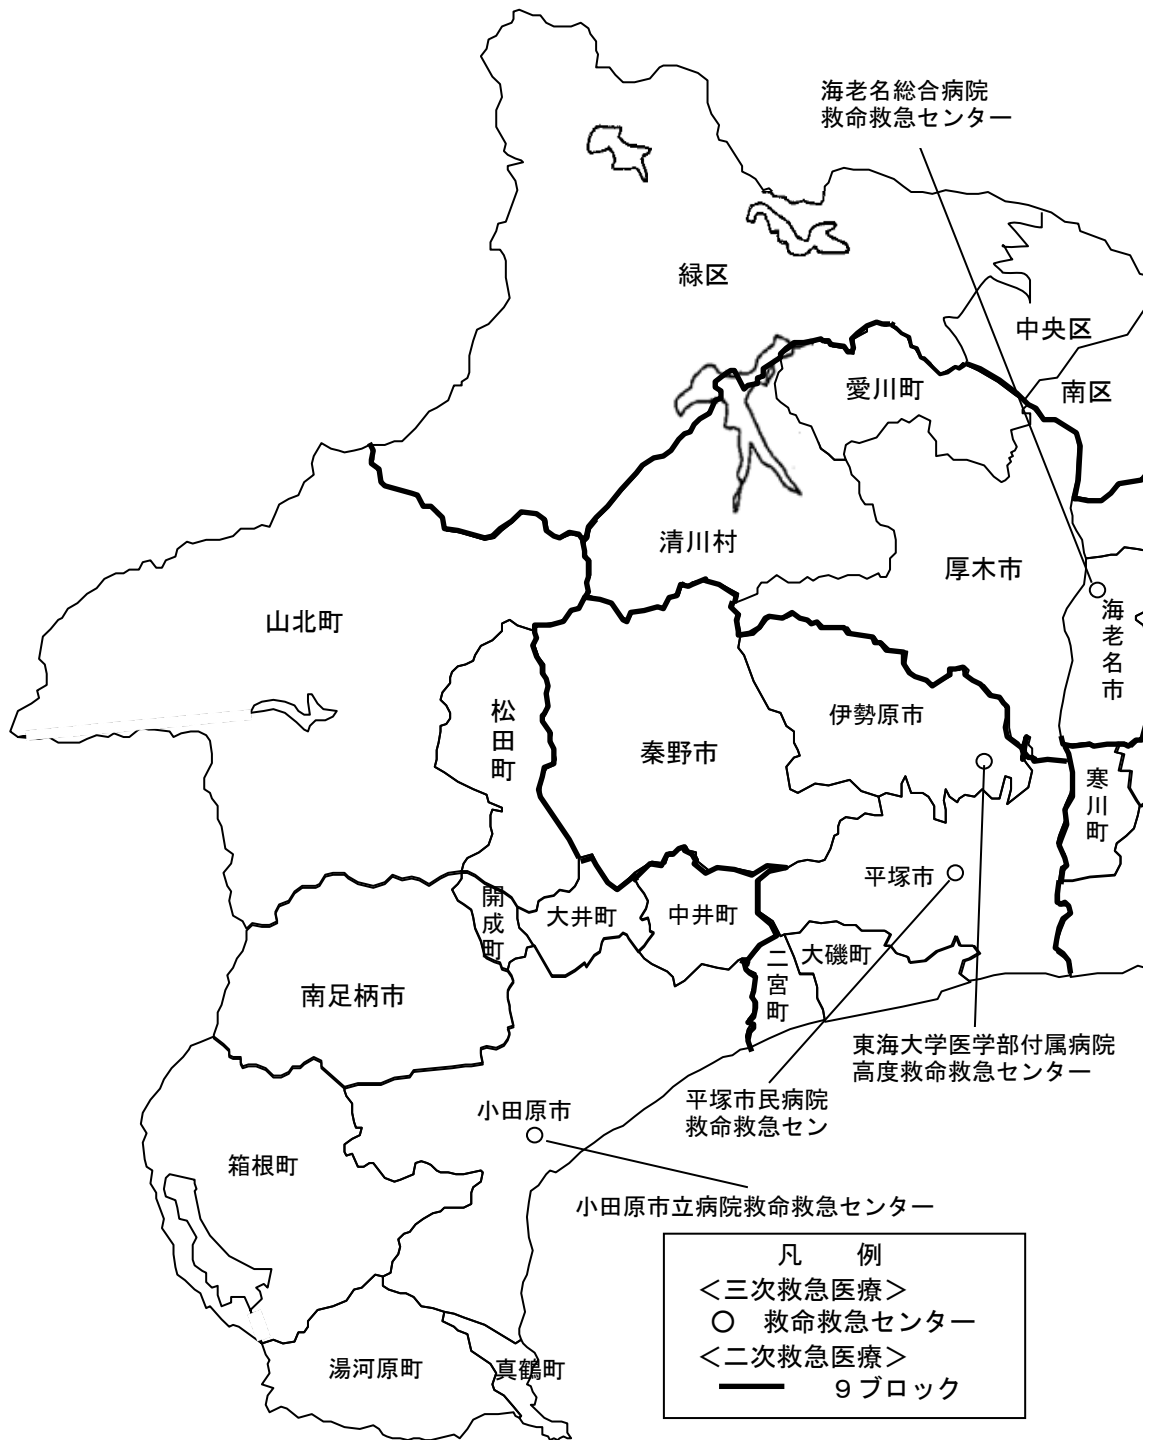 海老名総合病院
救命救急センター
緑区
中央区
南区
愛川町
清川村
厚木市
海老名市
山北町
松田町
秦野市
伊勢原市
寒川町
平塚市
開成町
大井町
中井町
大磯町
二宮町
南足柄市
東海大学医学部付属病院
高度救命救急センター
平塚市民病院
救命救急セン
小田原市
箱根町
小田原市立病院救命救急センター
湯河原町
真鶴町
凡　例
＜三次救急医療＞
○　救命救急センター
＜二次救急医療＞
９ブロック